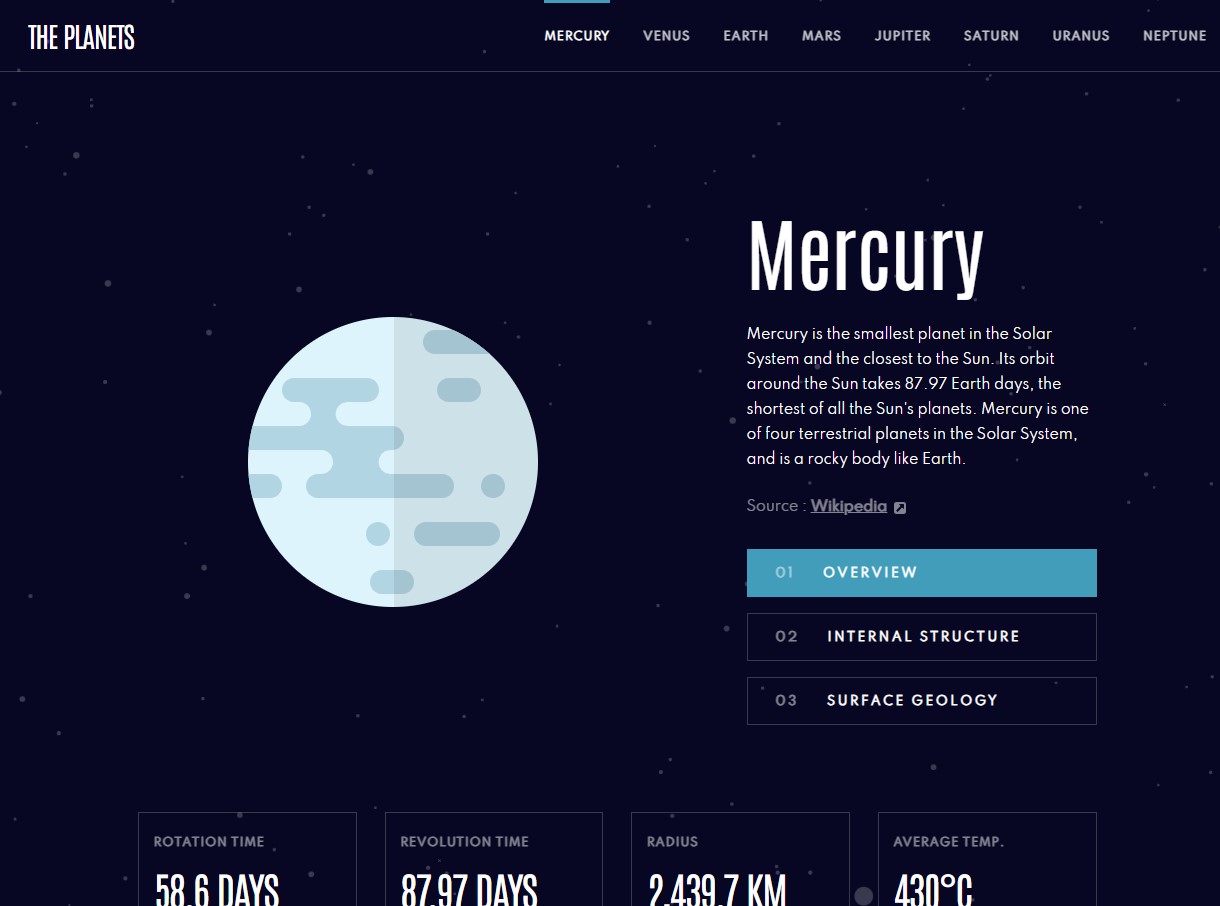 THE PLANETS
MERCURY VENUS EARTH MARS JUPITER SATURN URANUS NEPTUNE
Mercury
Mercury is the smallest planet in the Solar
System and the closest to the Sun. Its orbit
around the Sun takes 87.97 Earth days, the
shortest of all the Sun's planets. Mercury is one
of four terrestrial planets in the Solar System,
and is a rocky body like Earth.
Source : Wikipedia
01 OVERVIEW
02 INTERNAL STRUCTURE
03 SURFACE GEOLOGY
ROTATION TIME REVOLUTION TIME RADIUS AVERAGE TEMP.
58.6 DAYS 87.97 DAYS 2,439.7 KM 430°C